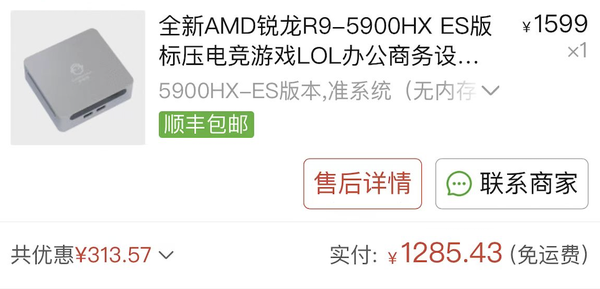 全新AMD锐龙R9-5900HX ES版
¥1599
标压电竞游戏LOL办公商务设...
×1
5900HX-ES版本,准系统（无内存
顺丰包邮
售后详情
联系商家
共优惠¥313.57
实付: ¥1285.43(免运费)